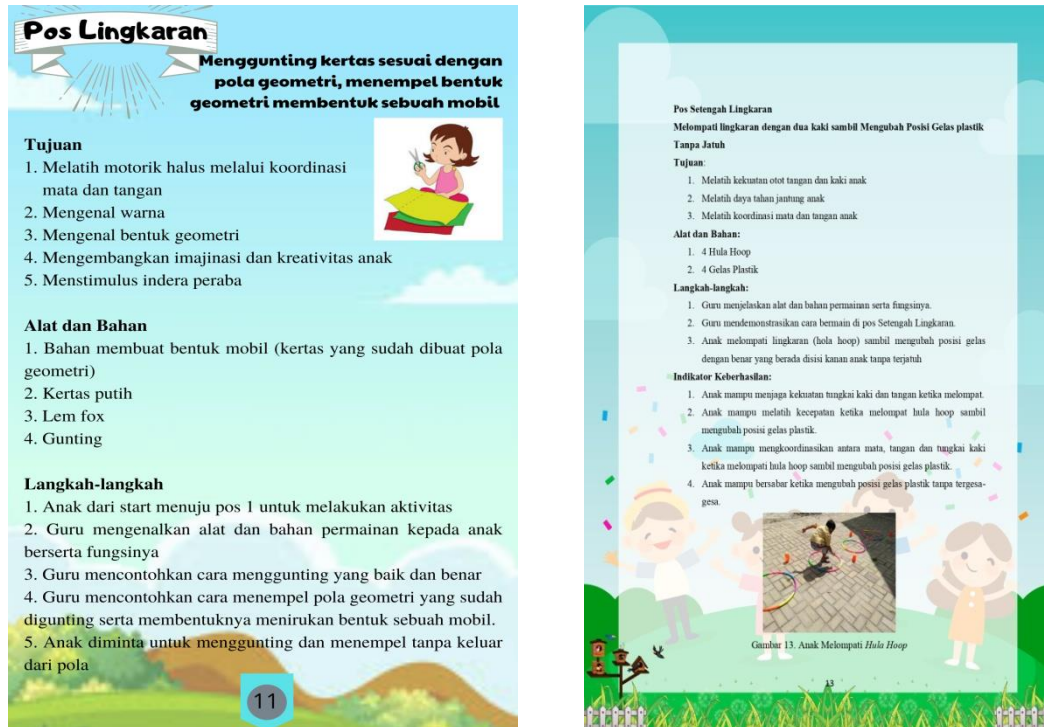 Pos Lingkaran
Menggunting kertas sesuai dengan
pola geometri, menempel bentuk
geometri membentuk sebuah mobil
Tujuan
1. Melatih motorik halus melalui koordinasi
mata dan tangan
2. Mengenal warna
3. Mengenal bentuk geometri
4. Mengembangkan imajinasi dan kreativitas anak
5. Menstimulus indera peraba
Alat dan Bahan
1. Bahan membuat bentuk mobil (kertas yang sudah dibuat pola
geometri)
2. Kertas putih
3. Lem fox
4. Gunting
Langkah-langkah
1. Anak dari start menuju pos 1 untuk melakukan aktivitas
2. Guru mengenalkan alat dan bahan permainan kepada anak
berserta fungsinya
3. Guru mencontohkan cara menggunting yang baik dan benar
4. Guru mencontohkan cara menempel pola geometri yang sudah
digunting serta membentuknya menirukan bentuk sebuah mobil.
5. Anak diminta untuk menggunting dan menempel tanpa keluar
dari pola
11
Pos Setengah Lingkaran
Melompati lingkaran dengan dua kaki sambil Mengubah Posisi Gelas plastik
Tanpa Jatuh
Tujuan:
1. Melatih kekuatan otot tangan dan kaki anak
2. Melatih daya tahan jantung anak
3. Melatih koordinasi mata dan tangan anak
Alat dan Bahan:
1. 4 Hula Hoop
2. 4 Gelas Plastik
Langkah-langkah:
1. Guru menjelaskan alat dan bahan permainan serta fungsinya.
2. Guru mendemonstrasikan cara bermain di pos Setengah Lingkaran.
3. Anak melompati lingkaran (hola hoop) sambil mengubah posisi gelas
dengan benar yang berada disisi kanan anak tanpa terjatuh
Indikator Keberhasilan:
1. Anak mampu menjaga kekuatan tungkai kaki dan tangan ketika melompat.
2. Anak mampu melatih kecepatan ketika melompat hula hoop sambil
mengubah posisi gelas plastik.
3. Anak mampu mengkoordinasikan antara mata, tangan dan tungkai kaki
ketika melompati hula hoop sambil mengubah posisi gelas plastik.
4. Anak mampu bersabar ketika mengubah posisi gelas plastik tanpa tergesa-
gesa.
Gambar 13. Anak Melompati Hula Hoop
13